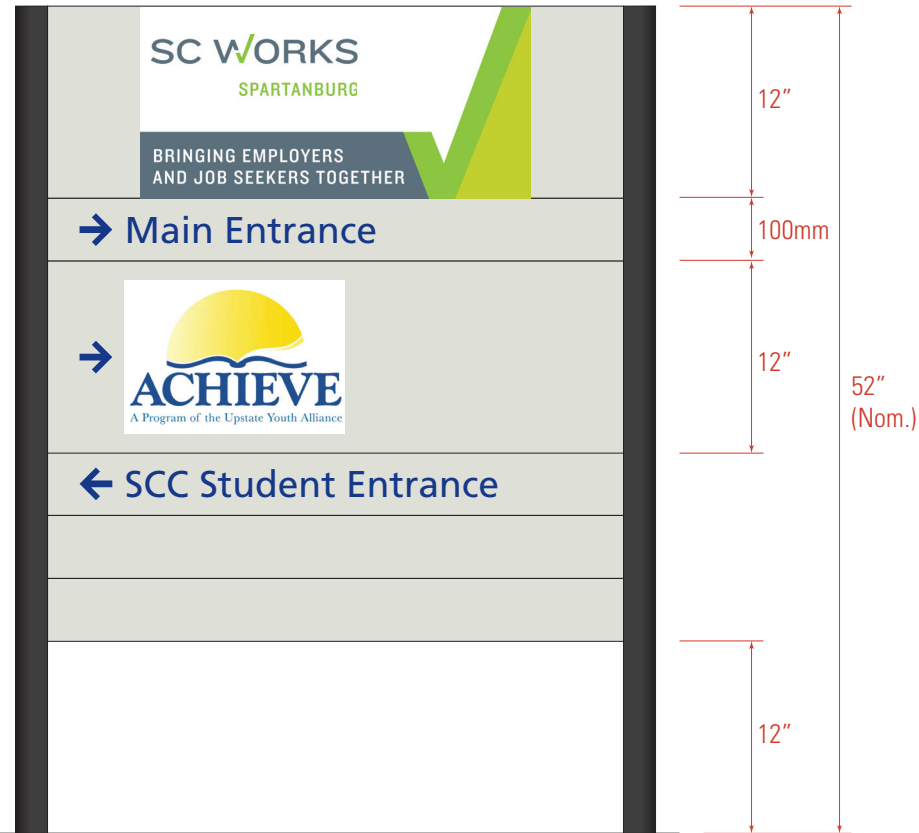 SC WORKS
SPARTANBURG
BRINGING EMPLOYERS
AND JOB SEEKERS TOGETHER
12"
→ Main Entrance
100mm
→
ACHIEVE
A Program of the Upstate Youth Alliance
12"
52"
(Nom.)
← SCC Student Entrance
12"